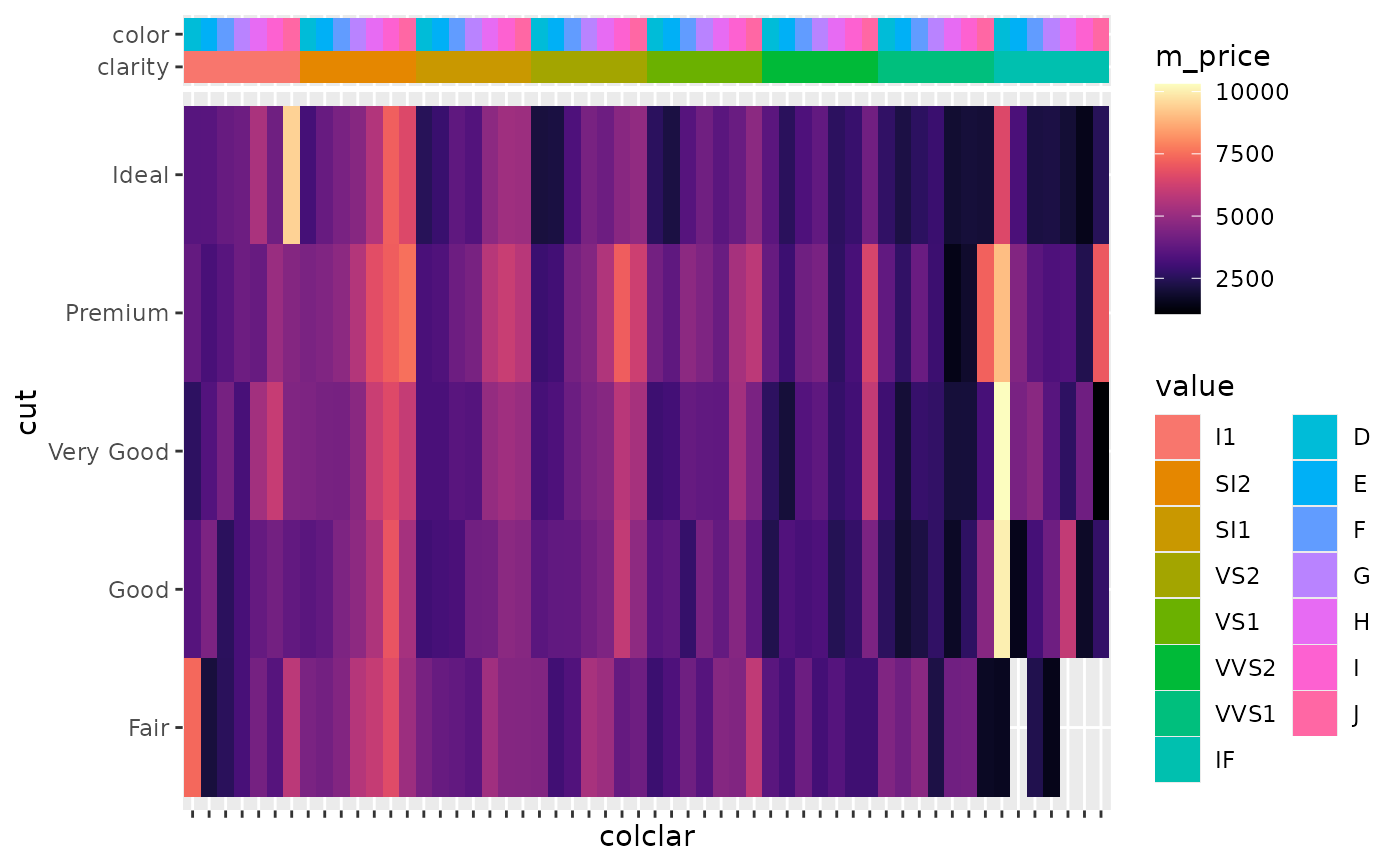 color
clarity
Ideal
Premium
Very Good
Good
Fair
cut
colclar
m_price
10000
7500
5000
2500
value
I1 D
SI2 E
SI1 F
VS2 G
VS1 H
VVS2 I
VVS1 J
IF